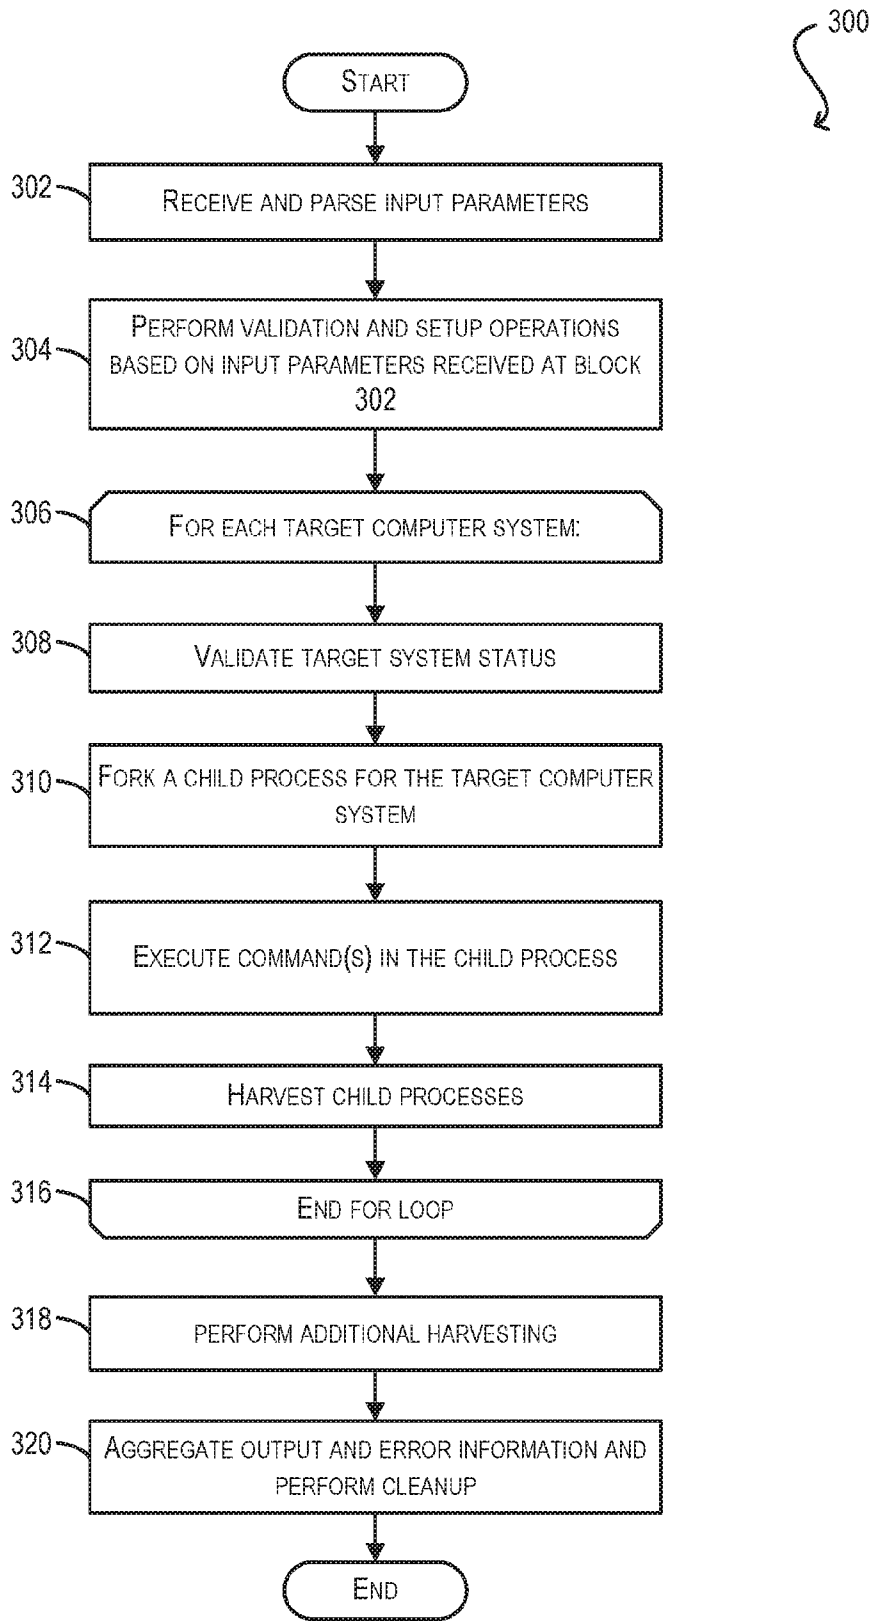 300
START
302
RECEIVE AND PARSE INPUT PARAMETERS
304
PERFORM VALIDATION AND SETUP OPERATIONS
BASED ON INPUT PARAMETERS RECEIVED AT BLOCK
302
306
FOR EACH TARGET COMPUTER SYSTEM:
308
VALIDATE TARGET SYSTEM STATUS
310
FORK A CHILD PROCESS FOR THE TARGET COMPUTER
SYSTEM
312
EXECUTE COMMAND(S) IN THE CHILD PROCESS
314
HARVEST CHILD PROCESSES
316
END FOR LOOP
318
PERFORM ADDITIONAL HARVESTING
320
AGGREGATE OUTPUT AND ERROR INFORMATION AND
PERFORM CLEANUP
END